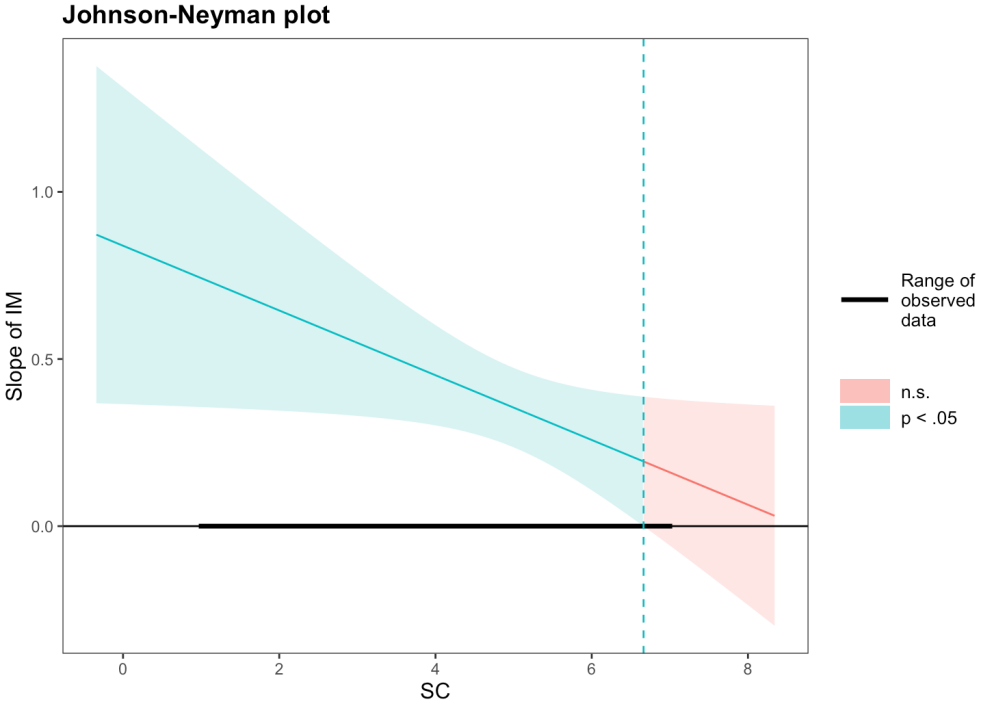 Johnson-Neyman plot
Slope of IM
1.0
0.5
0.0
0
2
4
6
8
SC
Range of
observed
data
n.s.
p < .05